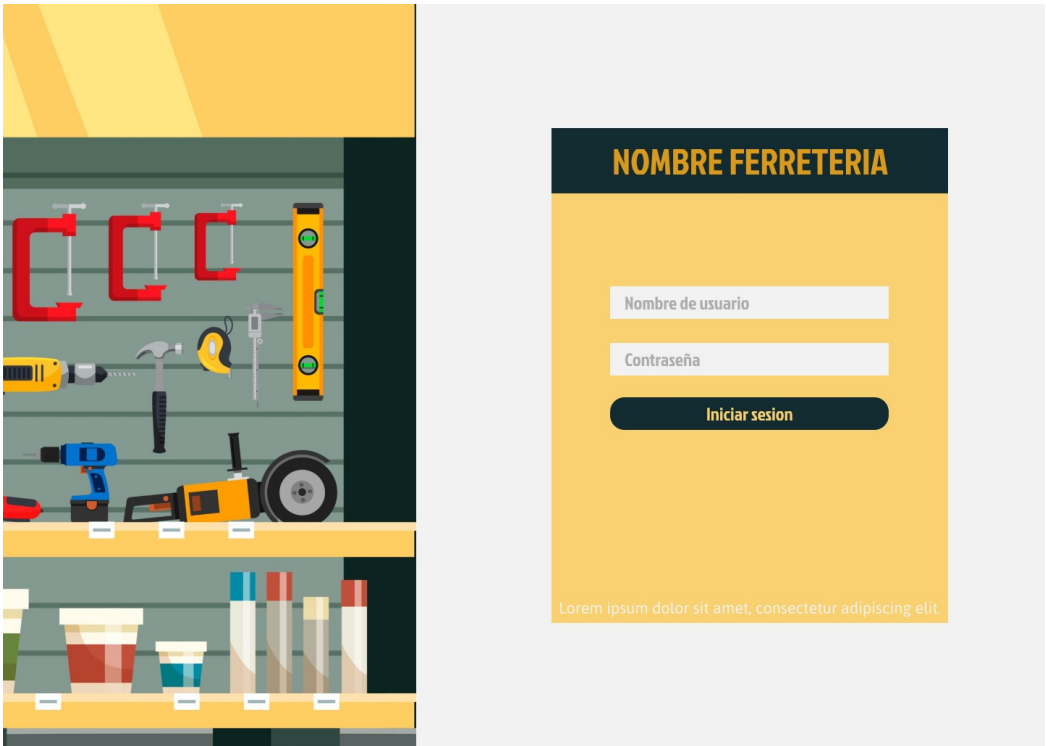 NOMBRE FERRETERIA
Nombre de usuario
Contraseña
Iniciar sesion
Lorem ipsum dolor sit amet, consectetur adipiscing elit.